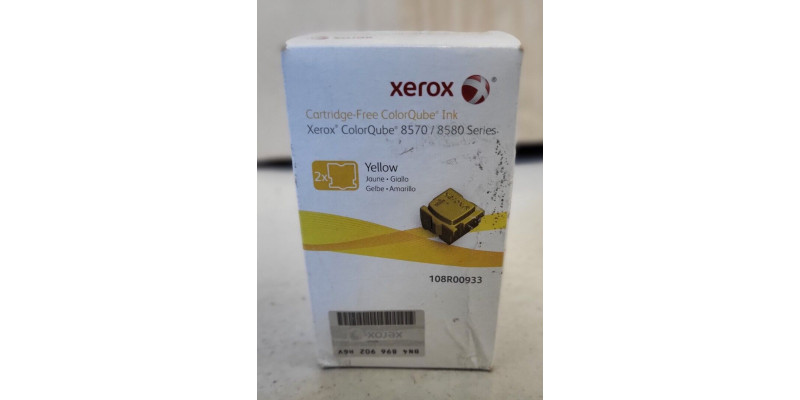 xerox ®
Cartridge-Free ColorQube® Ink
Xerox® ColorQube® 8570 / 8580 Series
2x
Yellow
Jaune • Giallo
Gelbe • Amarillo
108R00933